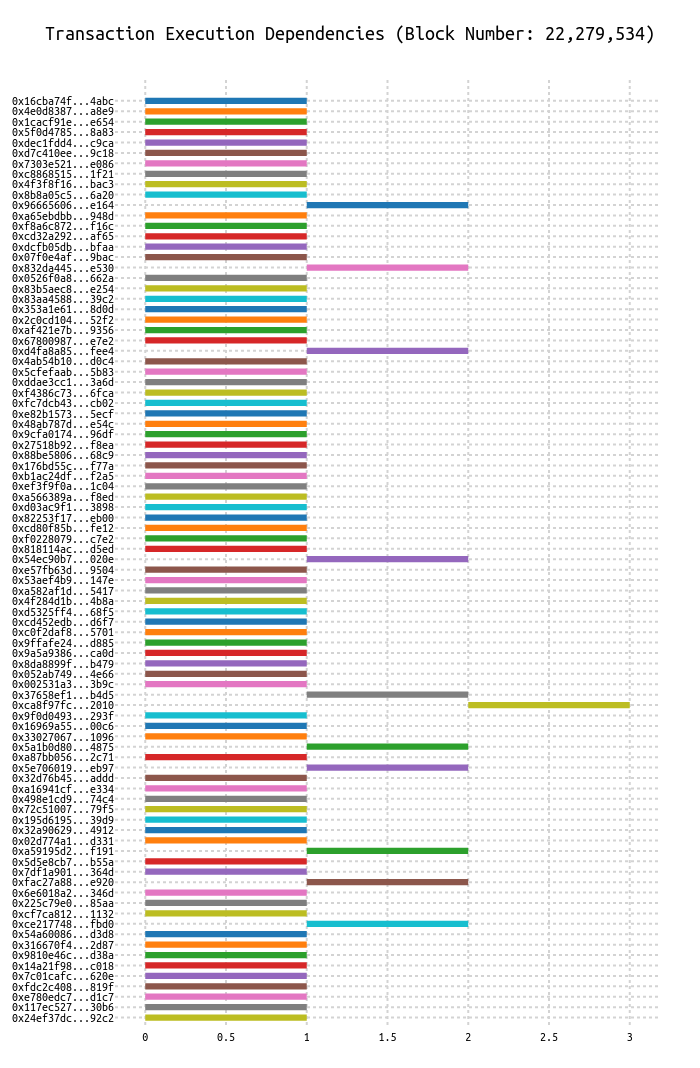 Transaction Execution Dependencies (Block Number: 22,279,534)
0x16cba74f...4abc
0x4e0d8387...a8e9
0x1cacf91e...e654
0x5f0d4785...8a83
0xdec1fdd4...c9ca
0xd7c410ee...9c18
0x7303e521...e086
0xc8868515...1f21
0x4f3f8f16...bac3
0x8b8a05c5...6a20
0x96665606...e164
0xa65ebdbb...948d
0xf8a6c872...f16c
0xcd32a292...af65
0xdcfb05db...bfaa
0x07f0e4af...9bac
0x832da445...e530
0x0526f0a8...662a
0x83b5aec8...e254
0x83aa4588...39c2
0x353a1e61...8d0d
0x2c0cd104...52f2
0xaf421e7b...9356
0x67800987...e7e2
0xd4fa8a85...fee4
0x4ab54b10...d0c4
0x5cfefaab...5b83
0xddae3cc1...3a6d
0xf4386c73...6fca
0xfc7dcb43...cb02
0xe82b1573...5ecf
0x48ab787d...e54c
0x9cfa0174...96df
0x27518b92...f8ea
0x88be5806...68c9
0x176bd55c...f77a
0xb1ac24df...f2a5
0xef3f9f0a...1c04
0xa566389a...f8ed
0xd03ac9f1...3898
0x82253f17...eb00
0xcd80f85b...fe12
0xf0228079...c7e2
0x818114ac...d5ed
0x54ec90b7...020e
0xe57fb63d...9504
0x53aef4b9...147e
0xa582af1d...5417
0x4f284d1b...4b8a
0xd5325ff4...68f5
0xcd452edb...d6f7
0xc0f2daf8...5701
0x9ffafe24...d885
0x9a5a9386...ca0d
0x8da8899f...b479
0x052ab749...4e66
0x002531a3...3b9c
0x37658ef1...b4d5
0xca8f97fc...2010
0x9f0d0493...293f
0x16969a55...00c6
0x33027067...1096
0x5a1b0d80...4875
0xa87bb056...2c71
0x5e706019...eb97
0x32d76b45...addd
0xa16941cf...e334
0x498e1cd9...74c4
0x72c51007...79f5
0x195d6195...39d9
0x32a90629...4912
0x02d774a1...d331
0xa59195d2...f191
0x5d5e8cb7...b55a
0x7df1a901...364d
0xfac27a88...e920
0x6e6018a2...346d
0x225c79e0...85aa
0xcf7ca812...1132
0xce217748...fbd0
0x54a60086...d3d8
0x316670f4...2d87
0x9810e46c...d38a
0x14a21f98...c018
0x7c01cafc...620e
0xfdc2c408...819f
0xe780edc7...d1c7
0x117ec527...30b6
0x24ef37dc...92c2
0 0.5 1 1.5 2 2.5 3